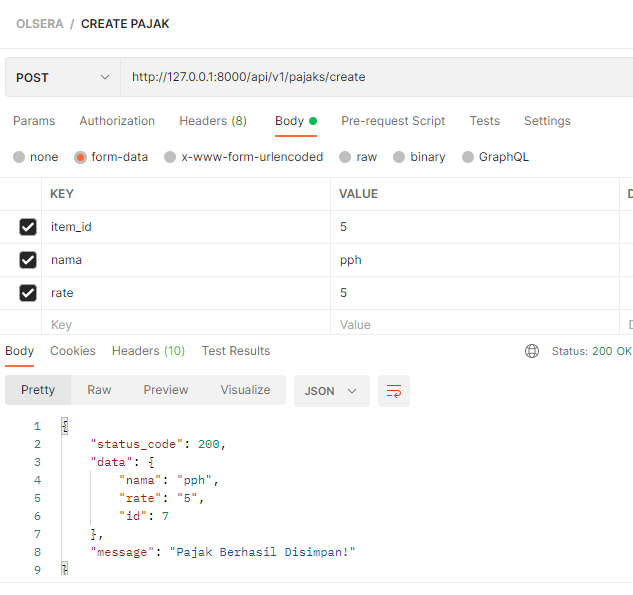 OLSERA / CREATE PAJAK
POST http://127.0.0.1:8000/api/v1/pajaks/create
Params Authorization Headers (8) Body Pre-request Script Tests Settings
none form-data x-www-form-urlencoded raw binary GraphQL
KEY VALUE D
item_id 5
nama pph
rate 5
Key Value D
Body Cookies Headers (10) Test Results Status: 200 OK
Pretty Raw Preview Visualize JSON
1 {
2 "status_code": 200,
3 "data": {
4 "nama": "pph",
5 "rate": "5",
6 "id": 7
7 },
8 "message": "Pajak Berhasil Disimpan!"
9 }